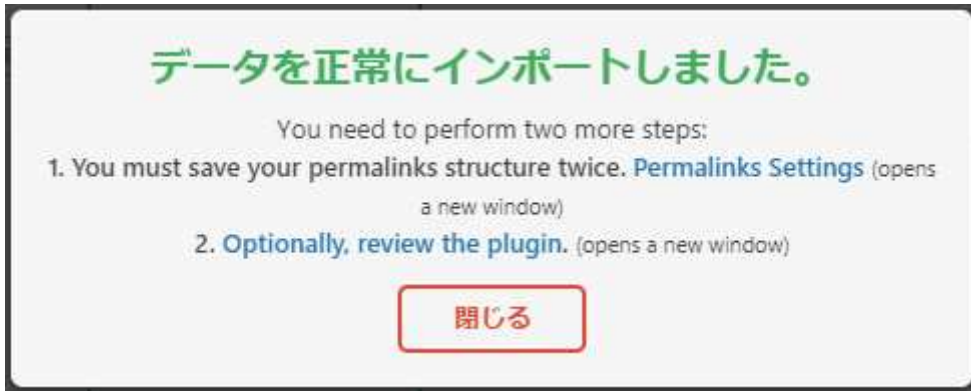 データを正常にインポートしました。
You need to perform two more steps:
1. You must save your permalinks structure twice. Permalinks Settings (opens
a new window)
2. Optionally, review the plugin. (opens a new window)
閉じる